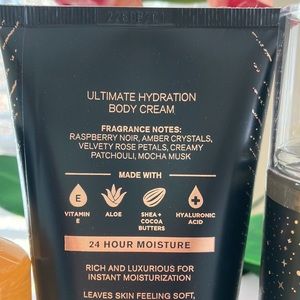 ULTIMATE HYDRATION
BODY CREAM
FRAGRANCE NOTES:
RASPBERRY NOIR, AMBER CRYSTALS,
VELVETY ROSE PETALS, CREAMY
PATCHOULI, MOCHA MUSK
MADE WITH
E
VITAMIN
E
ALOE
SHEA +
COCOA
BUTTERS
HYALURONIC
ACID
24 HOUR MOISTURE
RICH AND LUXURIOUS FOR
INSTANT MOISTURIZATION
LEAVES SKIN FEELING SOFT,